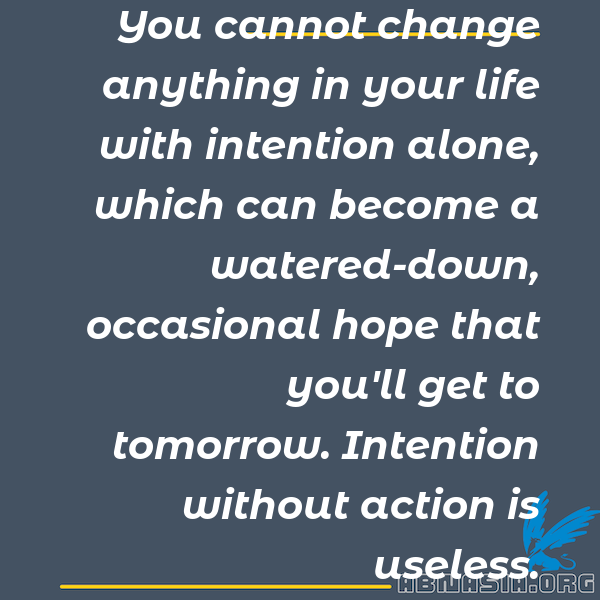 You cannot change
anything in your life
with intention alone,
which can become a
watered-down,
occasional hope that
you'll get to
tomorrow. Intention
without action is
useless.
ABNASIA.ORG